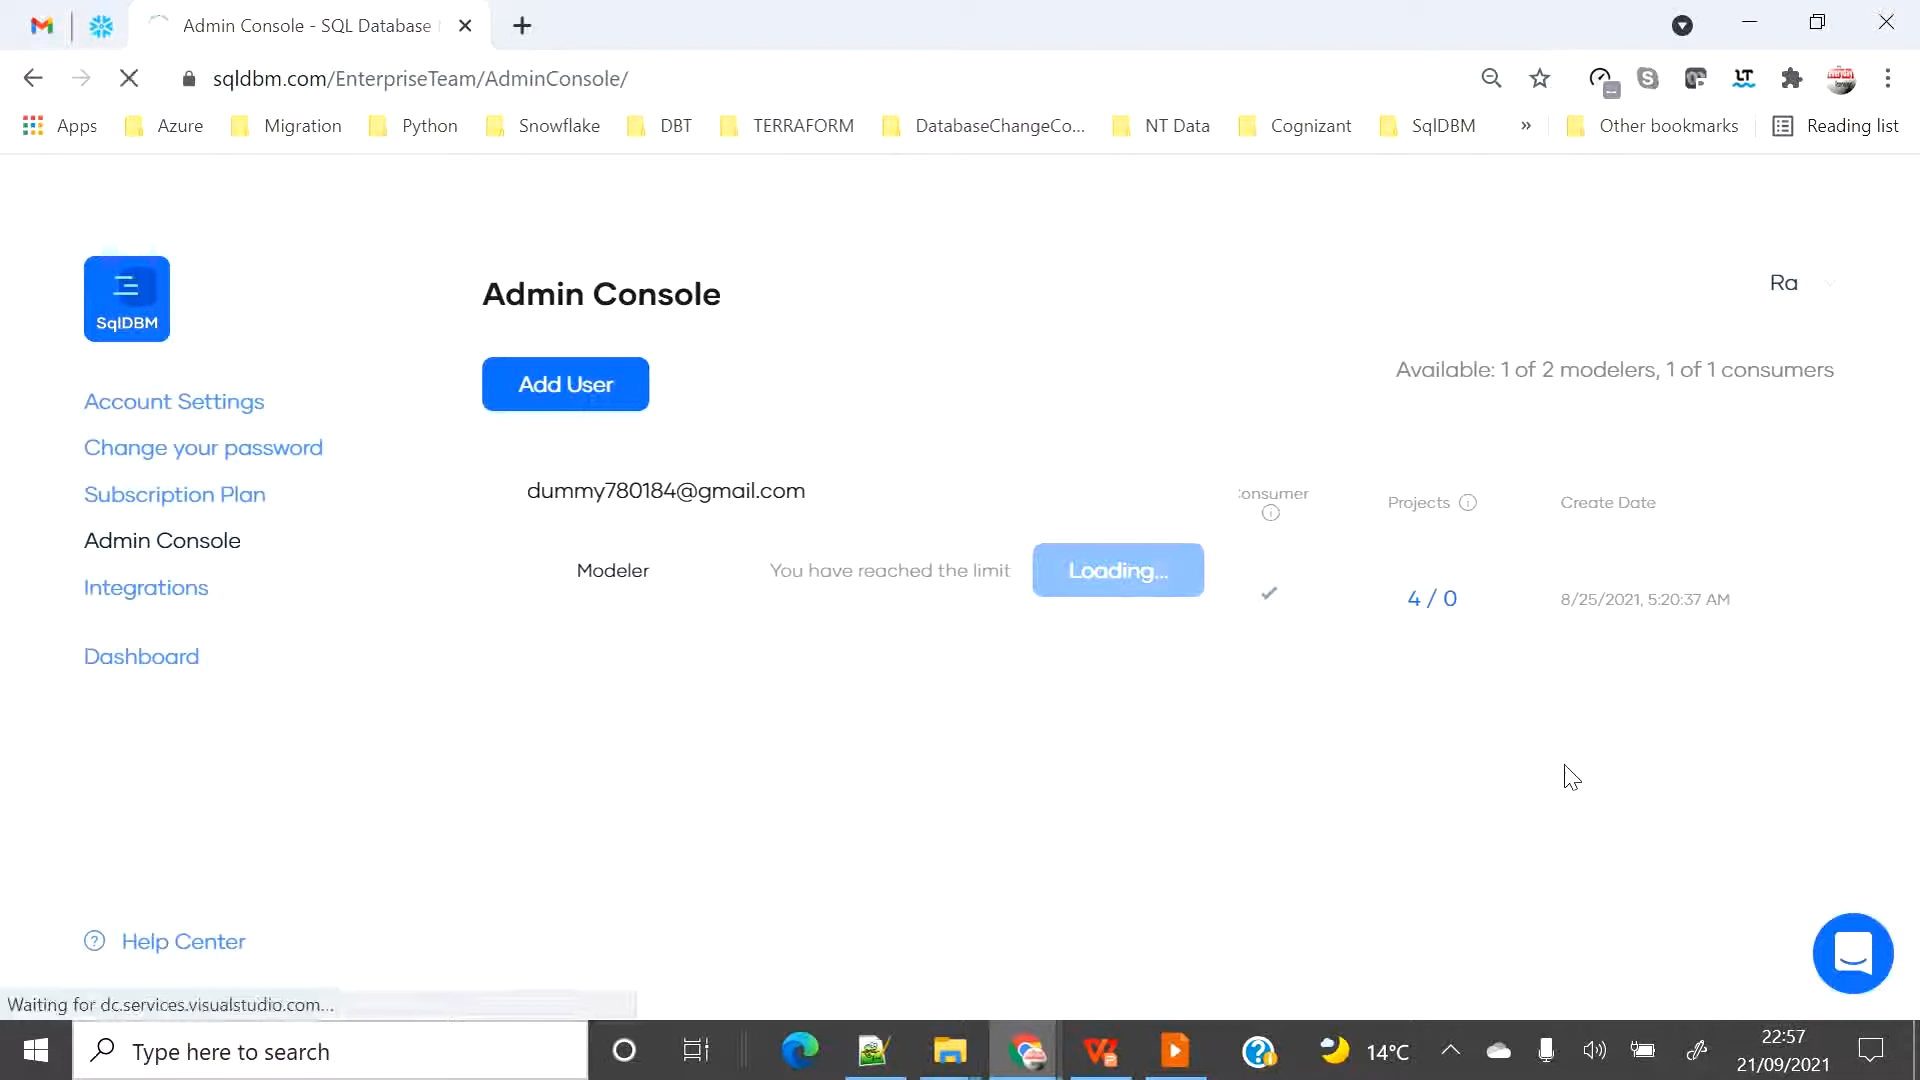 Admin Console - SQL Database
sqldbm.com/EnterpriseTeam/AdminConsole/
Apps Azure Migration Python Snowflake DBT TERRAFORM DatabaseChangeCo... NT Data Cognizant SqlDBM » Other bookmarks Reading list
SqlDBM
Admin Console
Ra
Add User
Available: 1 of 2 modelers, 1 of 1 consumers
Account Settings
Change your password
Subscription Plan
Admin Console
Integrations
Dashboard
dummy780184@gmail.com
onsumer
Projects
Create Date
Modeler
You have reached the limit
Loading...
4 / 0
8/25/2021, 5:20:37 AM
Help Center
Waiting for dc.services.visualstudio.com...
Type here to search
14°C
22:57
21/09/2021